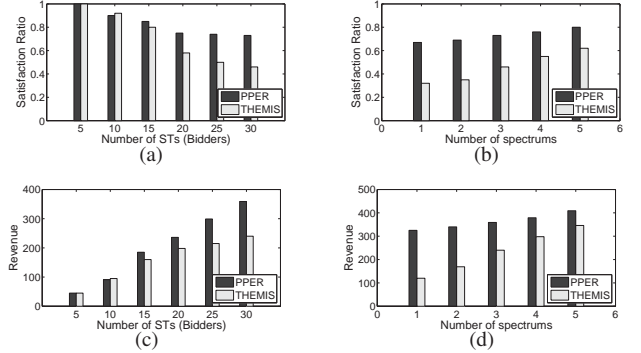 1
0.8
0.6
0.4
0.2
0
Satisfaction Ratio
5 10 15 20 25 30
Number of STs (Bidders)
PPER
THEMIS
(a)
1
0.8
0.6
0.4
0.2
0
Satisfaction Ratio
0 1 2 3 4 5 6
Number of spectrums
PPER
THEMIS
(b)
400
300
200
100
0
Revenue
5 10 15 20 25 30
Number of STs (Bidders)
PPER
THEMIS
(c)
500
400
300
200
100
0
Revenue
0 1 2 3 4 5 6
Number of spectrums
PPER
THEMIS
(d)